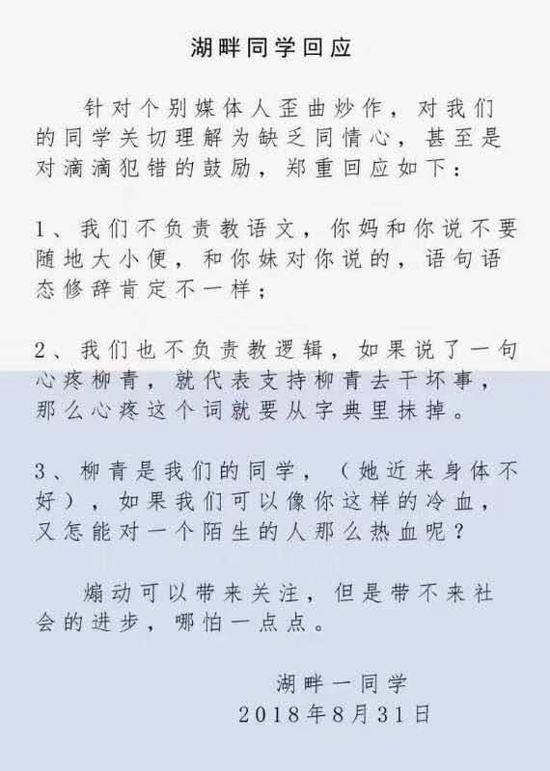 湖畔同学回应
针对个别媒体人歪曲炒作，对我们
的同学关切理解为缺乏同情心，甚至是
对滴滴犯错的鼓励，郑重回应如下：
1、我们不负责教语文，你妈和你说不要
随地大小便，和你妹对你说的，语句语
态修辞肯定不一样；
2、我们也不负责教逻辑，如果说了一句
心疼柳青，就代表支持柳青去干坏事，
那么心疼这个词就要从字典里抹掉。
3、柳青是我们的同学，（她近来身体不
好），如果我们可以像你这样的冷血，
又怎能对一个陌生的人那么热血呢？
煽动可以带来关注，但是带不来社
会的进步，哪怕一点点。
湖畔一同学
2018年8月31日